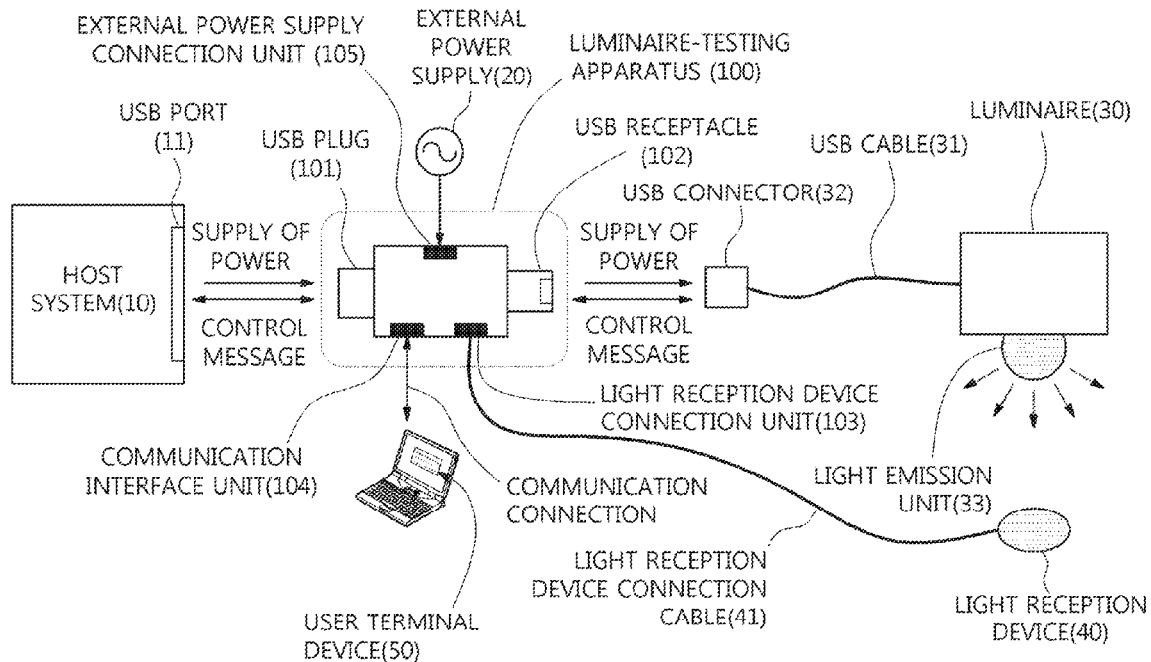 EXTERNAL POWER SUPPLY
CONNECTION UNIT (105)
EXTERNAL
POWER
SUPPLY(20)
LUMINAIRE-TESTING
APPARATUS (100)
USB PORT
(11)
USB PLUG
(101)
USB RECEPTACLE
(102)
LUMINAIRE(30)
USB CABLE(31)
USB CONNECTOR(32)
HOST
SYSTEM(10)
SUPPLY OF
POWER
CONTROL
MESSAGE
SUPPLY OF
POWER
CONTROL
MESSAGE
LIGHT RECEPTION DEVICE
CONNECTION UNIT(103)
COMMUNICATION
INTERFACE UNIT(104)
COMMUNICATION
CONNECTION
LIGHT EMISSION
UNIT(33)
LIGHT RECEPTION
DEVICE CONNECTION
CABLE(41)
USER TERMINAL
DEVICE(50)
LIGHT RECEPTION
DEVICE(40)